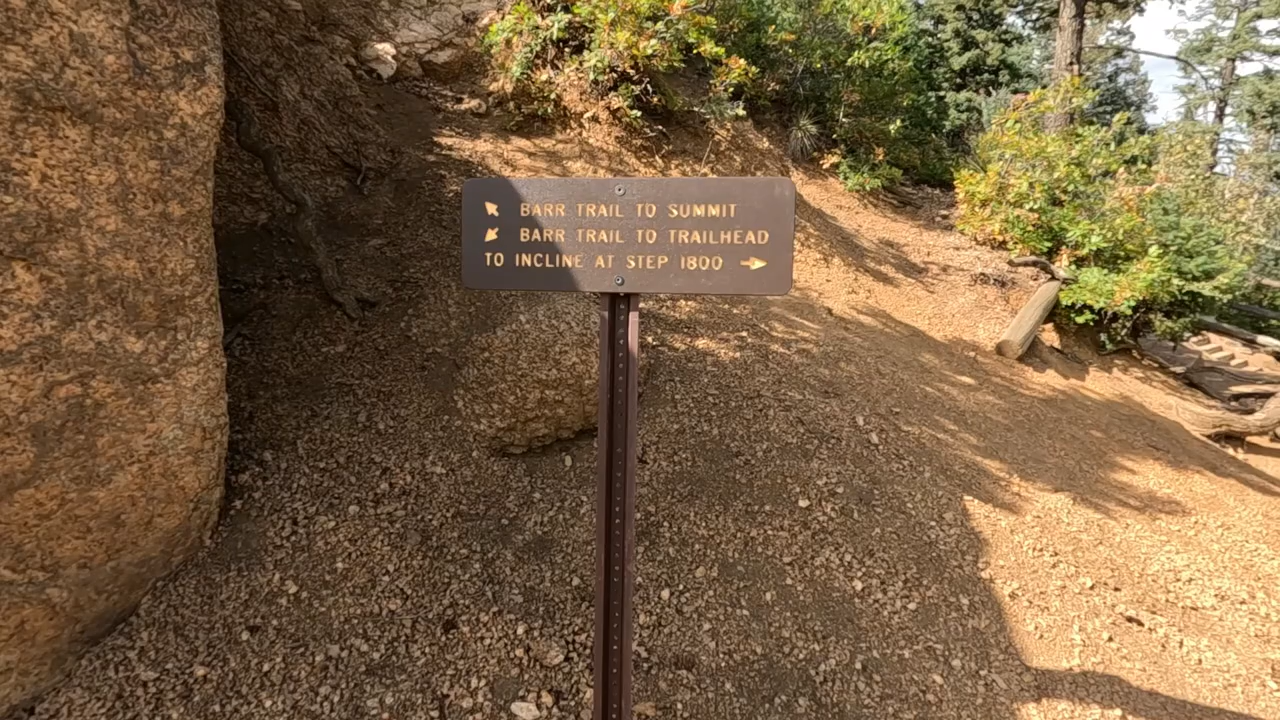 BARR TRAIL TO SUMMIT
BARR TRAIL TO TRAILHEAD
TO INCLINE AT STEP 1800